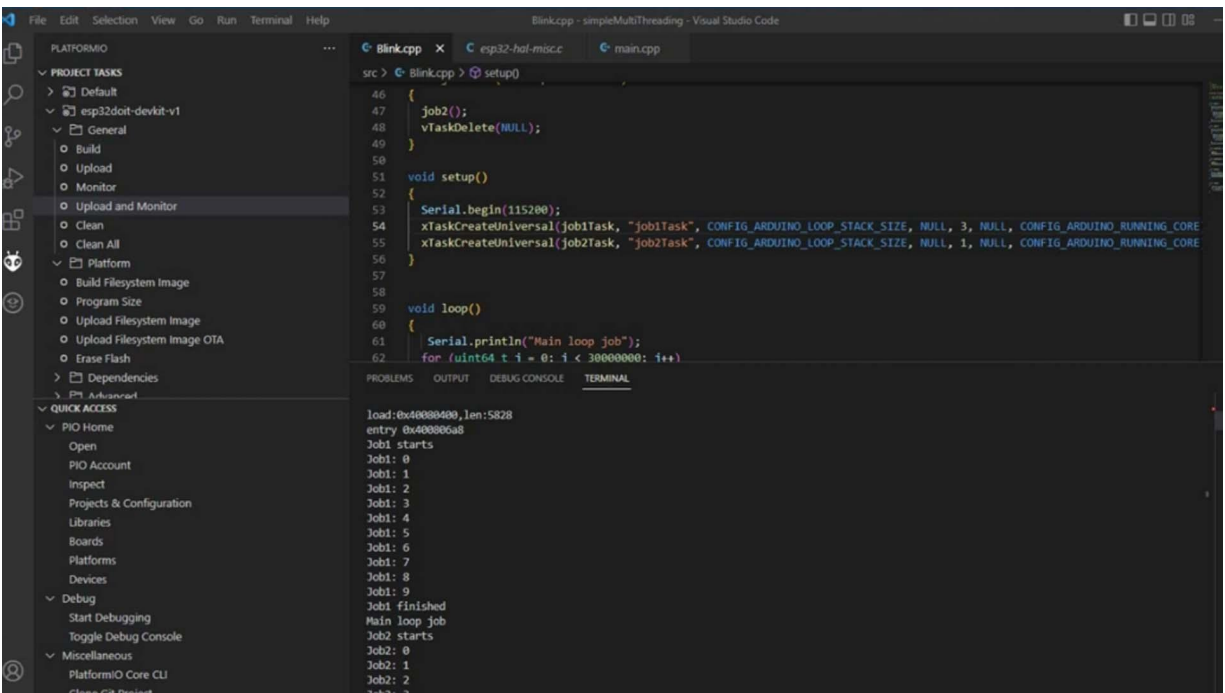 File Edit Selection View Go Run Terminal Help
Blink.cpp - simpleMultiThreading - Visual Studio Code
PLATFORMIO
PROJECT TASKS
Default
esp32doit-devkit-v1
General
Build
Upload
Monitor
Upload and Monitor
Clean
Clean All
Platform
Build Filesystem Image
Program Size
Upload Filesystem Image
Upload Filesystem Image OTA
Erase Flash
Dependencies
Advanced
QUICK ACCESS
PIO Home
Open
PIO Account
Inspect
Projects & Configuration
Libraries
Boards
Platforms
Devices
Debug
Start Debugging
Toggle Debug Console
Miscellaneous
PlatformIO Core CLI
Clone Git Project
Blink.cpp × esp32-hal-misc.c main.cpp
src > Blink.cpp > setup()
46 {
47 job2();
48 vTaskDelete(NULL);
49 }
50
51 void setup()
52 {
53 Serial.begin(115200);
54 xTaskCreateUniversal(job1Task, "job1Task", CONFIG_ARDUINO_LOOP_STACK_SIZE, NULL, 3, NULL, CONFIG_ARDUINO_RUNNING_CORE
55 xTaskCreateUniversal(job2Task, "job2Task", CONFIG_ARDUINO_LOOP_STACK_SIZE, NULL, 1, NULL, CONFIG_ARDUINO_RUNNING_CORE
56 }
57
58
59 void loop()
60 {
61 Serial.println("Main loop job");
62 for (uint64_t i = 0; i < 30000000; i++)
PROBLEMS OUTPUT DEBUG CONSOLE TERMINAL
load:0x40080400,len:5828
entry 0x400806a8
Job1 starts
Job1: 0
Job1: 1
Job1: 2
Job1: 3
Job1: 4
Job1: 5
Job1: 6
Job1: 7
Job1: 8
Job1: 9
Job1 finished
Main loop job
Job2 starts
Job2: 0
Job2: 1
Job2: 2
Job2: 3